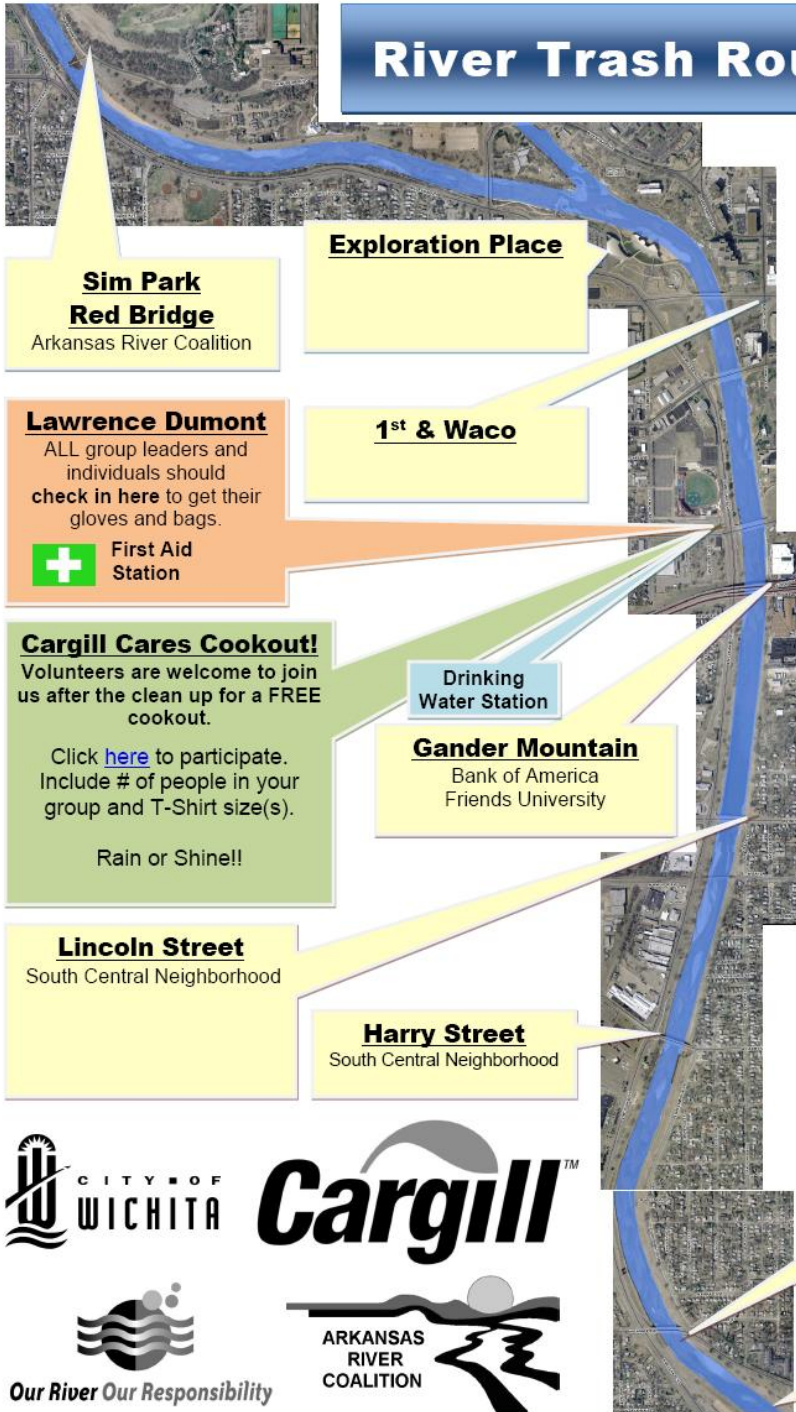 River Trash Rou
Sim Park
Red Bridge
Arkansas River Coalition
Exploration Place
Lawrence Dumont
ALL group leaders and
individuals should
check in here to get their
gloves and bags.
First Aid
Station
1st & Waco
Cargill Cares Cookout!
Volunteers are welcome to join
us after the clean up for a FREE
cookout.
Click here to participate.
Include # of people in your
group and T-Shirt size(s).
Rain or Shine!!
Drinking
Water Station
Gander Mountain
Bank of America
Friends University
Lincoln Street
South Central Neighborhood
Harry Street
South Central Neighborhood
CITY OF
WICHITA
Cargill™
Our River Our Responsibility
ARKANSAS
RIVER
COALITION